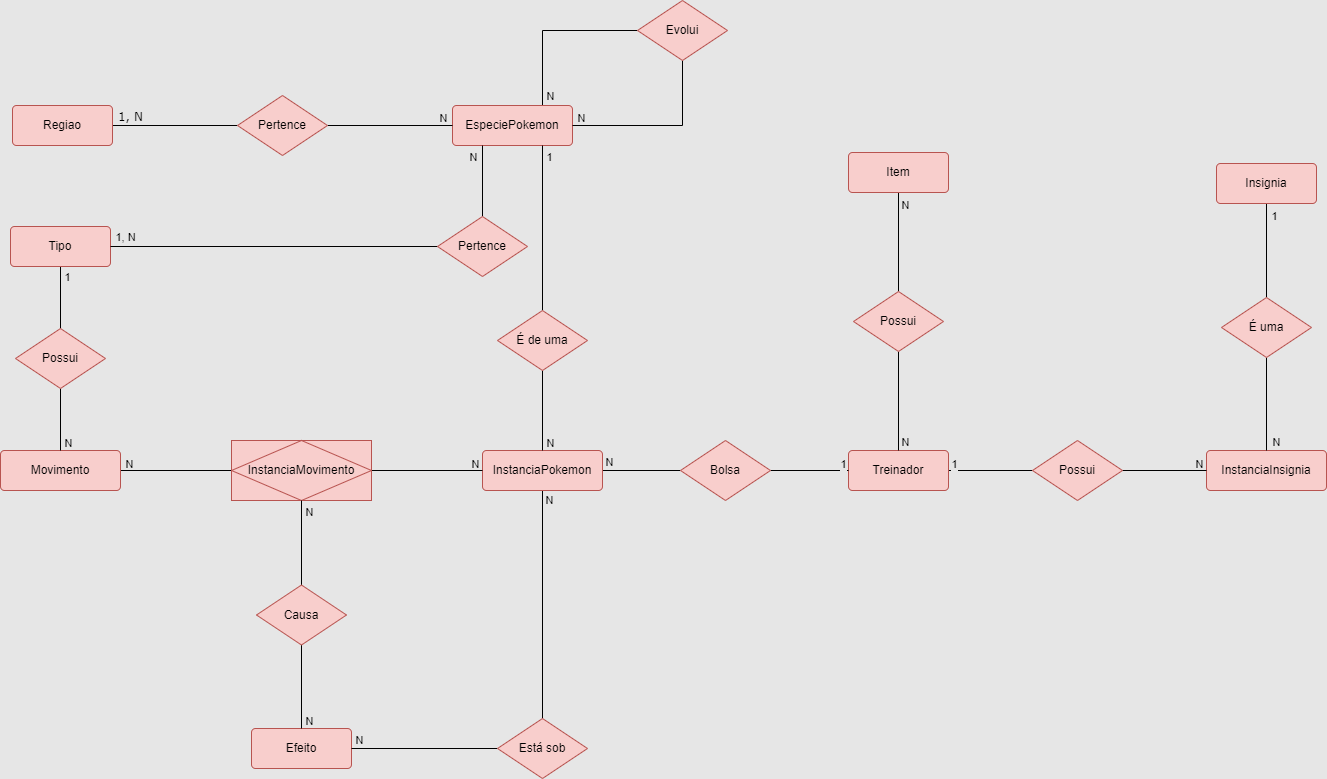 Evolui
N
Regiao
1, N
Pertence
N
EspeciePokemon
N
N
1
Item
N
Insignia
1
Tipo
1, N
Pertence
1
É de uma
Possui
É uma
Possui
N
N
N
N
Movimento
N
InstanciaMovimento
N
InstanciaPokemon
N
Bolsa
1
Treinador
1
Possui
N
InstanciaInsignia
N
N
Causa
N
Efeito
N
Está sob